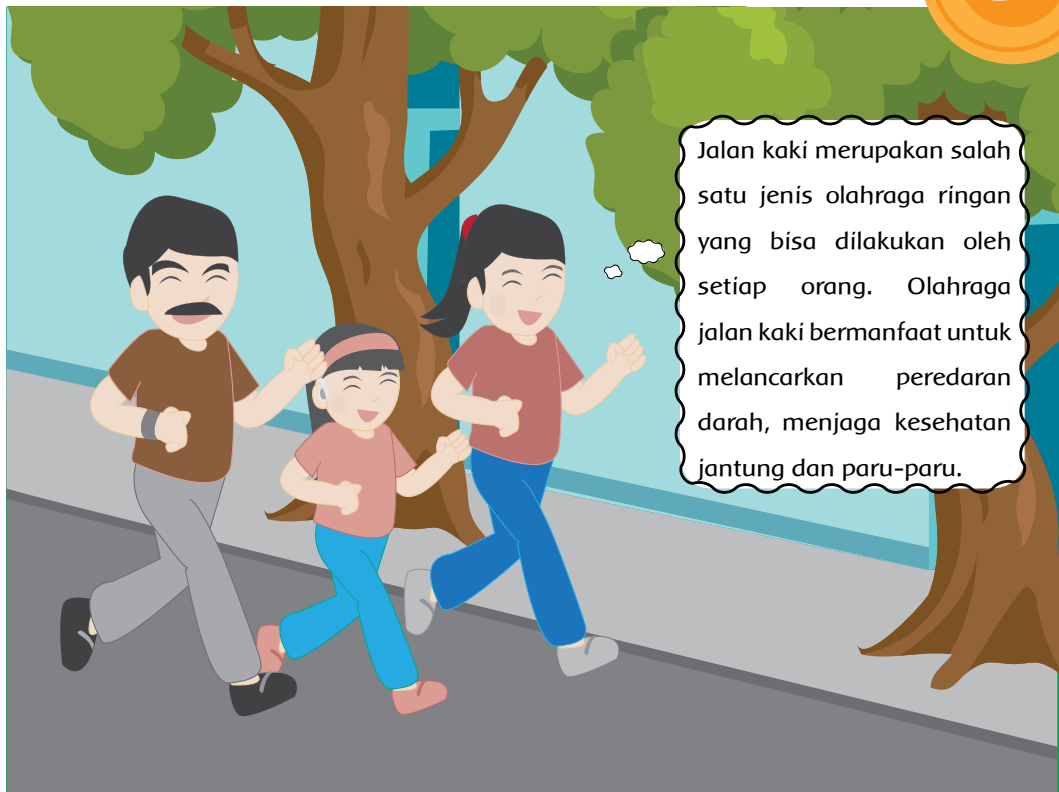 Jalan kaki merupakan salah
satu jenis olahraga ringan
yang bisa dilakukan oleh
setiap orang. Olahraga
jalan kaki bermanfaat untuk
melancarkan peredaran
darah, menjaga kesehatan
jantung dan paru-paru.